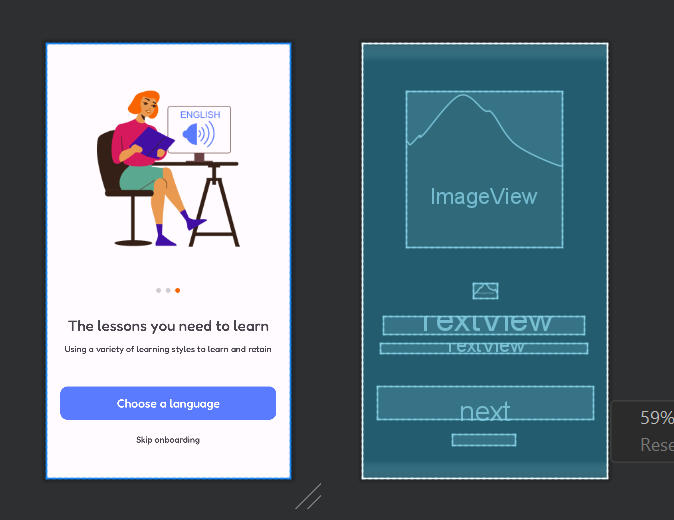 ENGLISH
The lessons you need to learn
Using a variety of learning styles to learn and retain
Choose a language
Skip onboarding
ImageView
TextView
TextView
next
59%
Rese